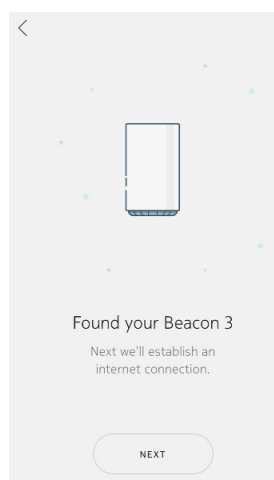 Found your Beacon 3
Next we'll establish an
internet connection.
NEXT